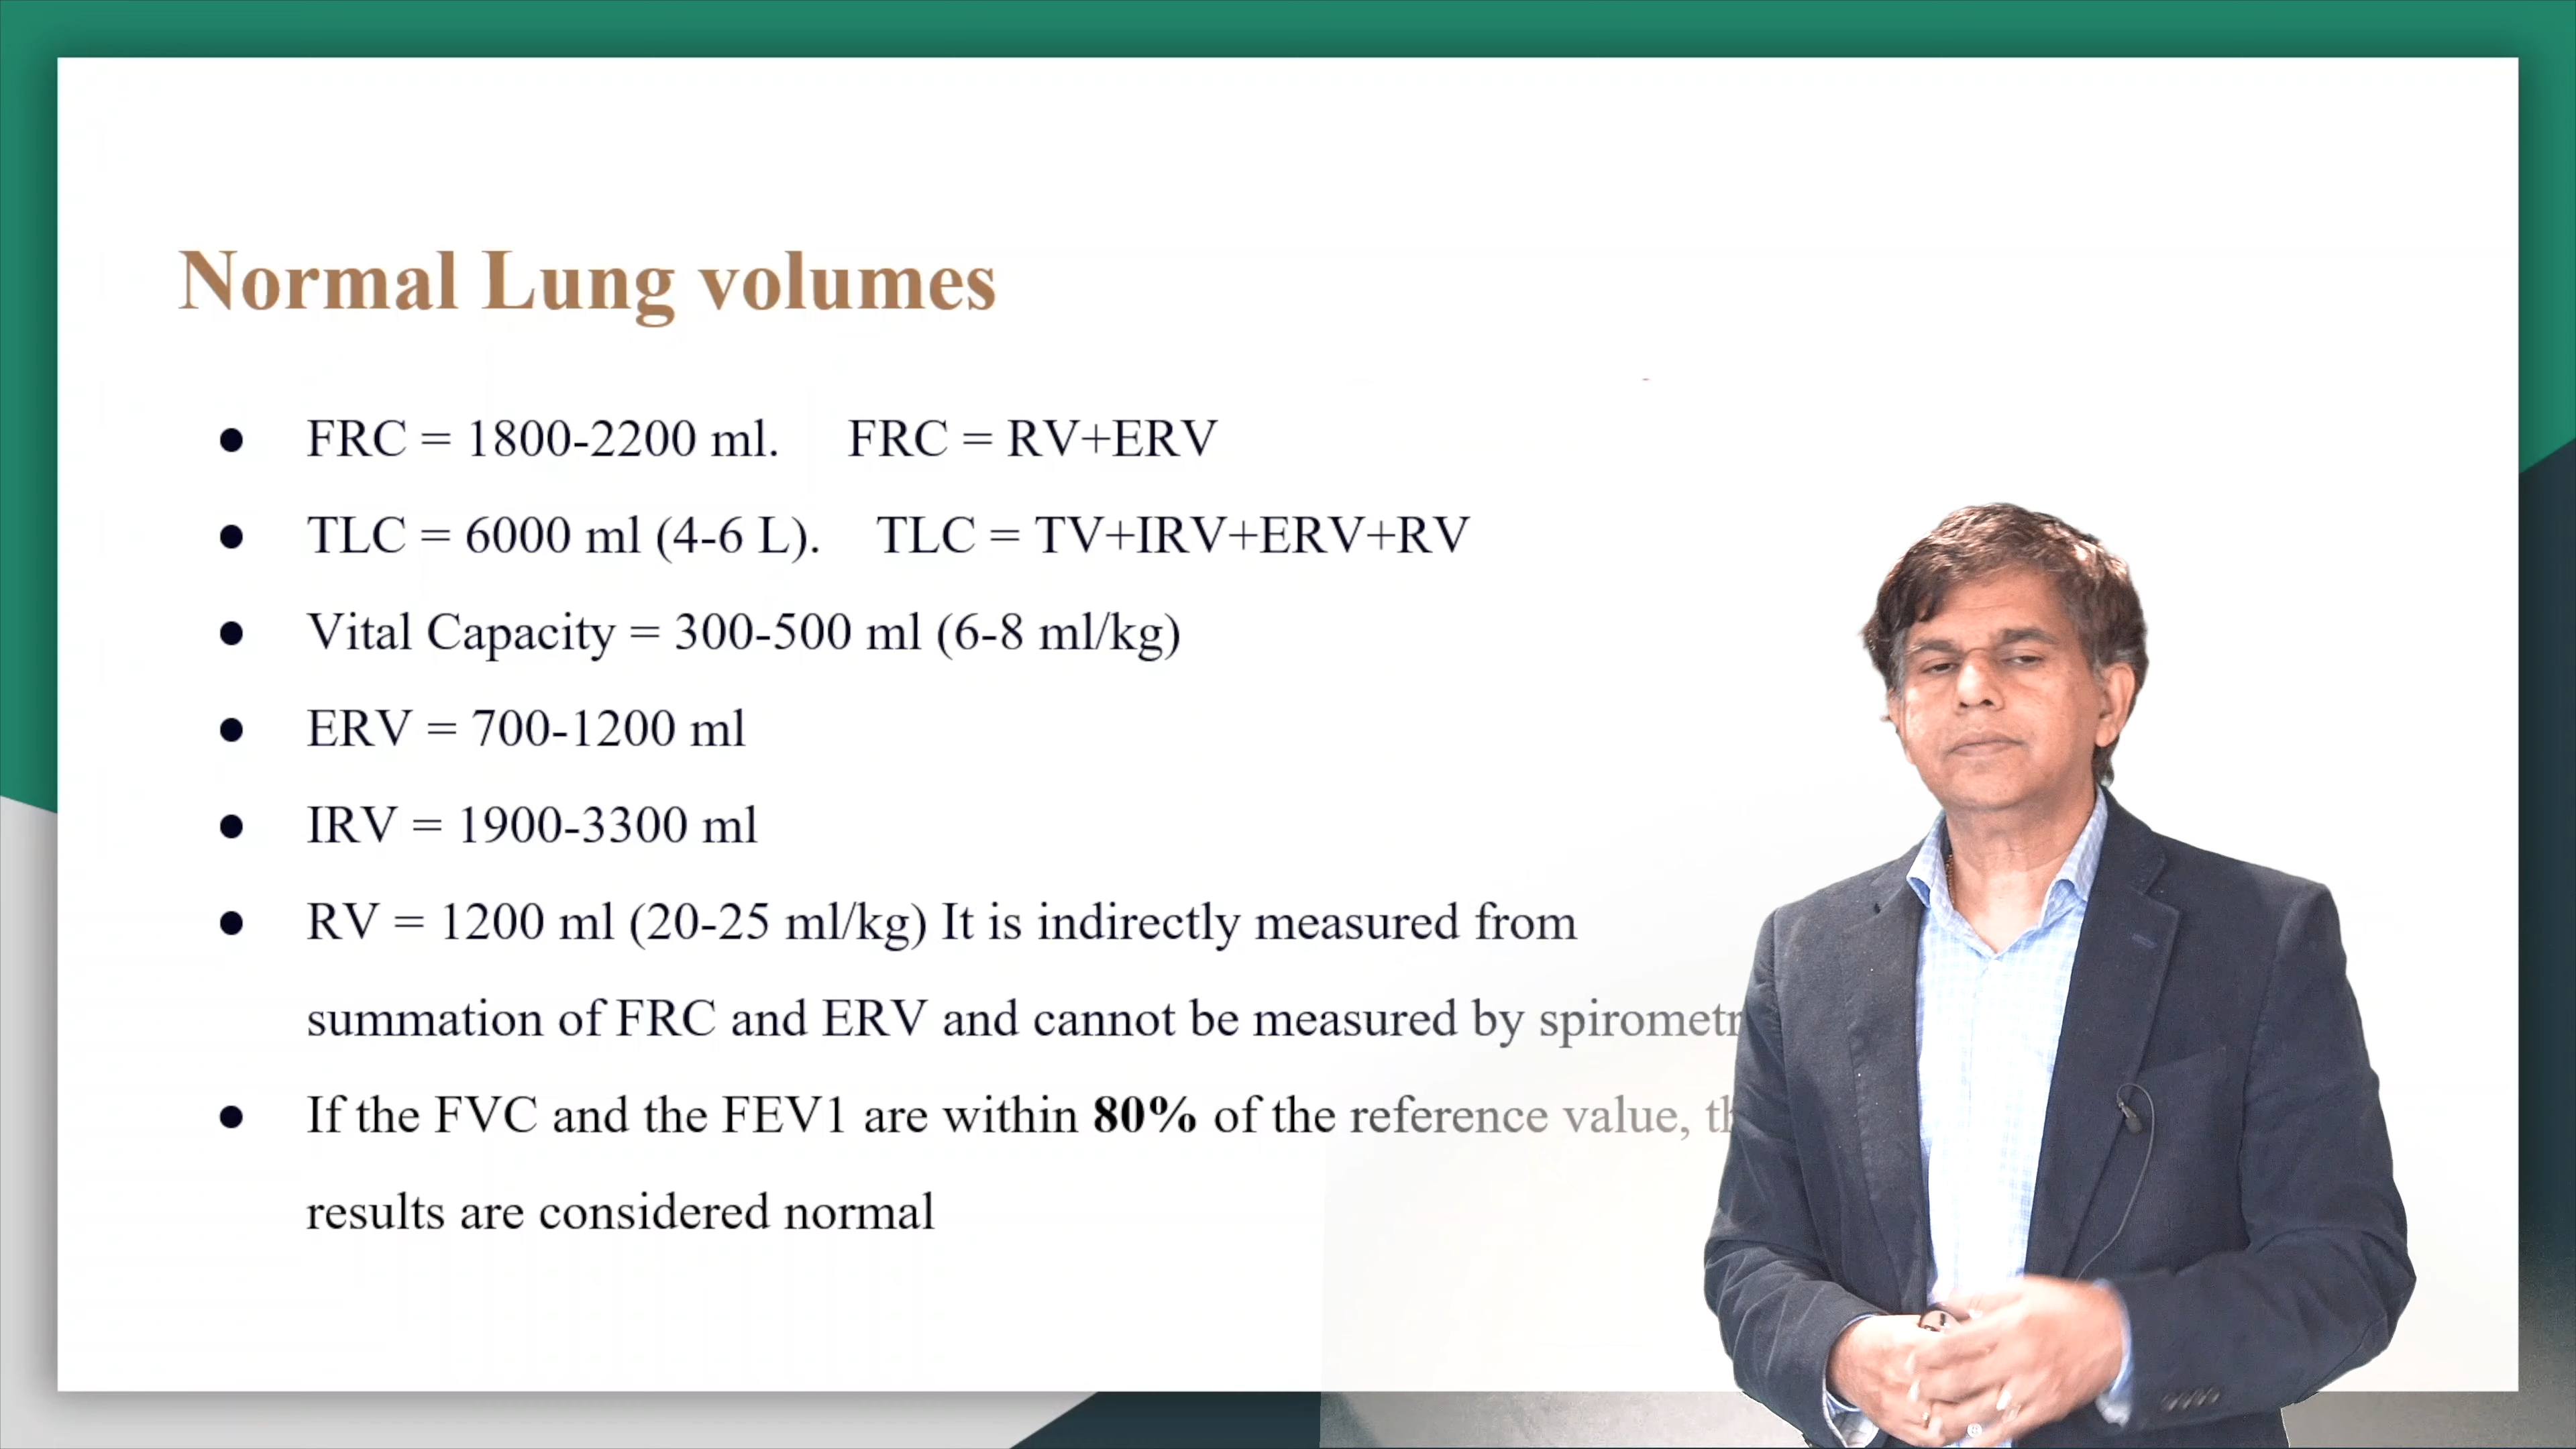 Normal Lung volumes
● FRC = 1800-2200 ml. FRC = RV+ERV
● TLC = 6000 ml (4-6 L). TLC = TV+IRV+ERV+RV
● Vital Capacity = 300-500 ml (6-8 ml/kg)
● ERV = 700-1200 ml
● IRV = 1900-3300 ml
● RV = 1200 ml (20-25 ml/kg) It is indirectly measured from
summation of FRC and ERV and cannot be measured by
● If the FVC and the FEV1 are within 80% of the reference value,
results are considered normal